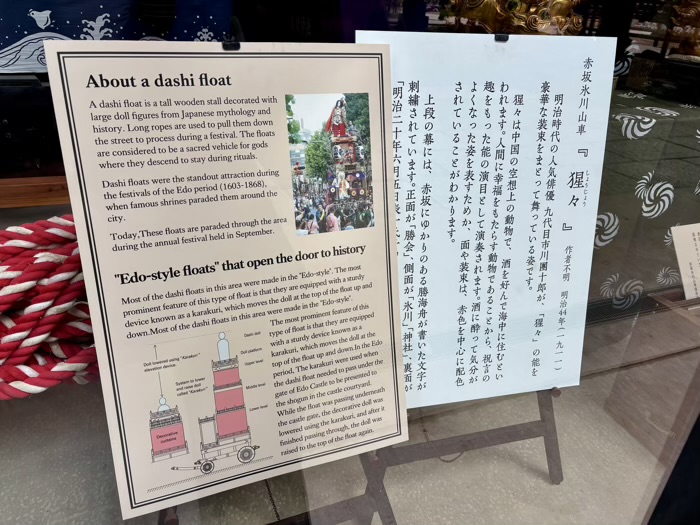 About a dashi float
A dashi float is a tall wooden stall decorated with
large doll figures from Japanese mythology and
history. Long ropes are used to pull them down
the street to process during a festival. The floats
are considered to be a sacred vehicle for gods
where they descend to stay during rituals.
Dashi floats were the standout attraction during
the festivals of the Edo period (1603-1868),
when famous shrines paraded them around the
city.
Today,These floats are paraded through the area
during the annual festival held in September.
"Edo-style floats" that open the door to history
Most of the dashi floats in this area were made in the "Edo-style". The most
prominent feature of this type of float is that they are equipped with a sturdy
device known as a karakuri, which moves the doll at the top of the float up and
down.Most of the dashi floats in this area were made in the "Edo-style".
The most prominent feature of this
type of float is that they are equipped
with a sturdy device known as a
karakuri, which moves the doll at the
top of the float up and down.In the Edo
period, The karakuri were used when
the dashi float needed to pass under the
gate of Edo Castle to be presented to
the shogun in the castle courtyard.
While the float was passing underneath
the castle gate, the decorative doll was
lowered using the karakuri, and after it
finished passing through, the doll was
raised to the top of the float again.
Doll lowered using "Karakuri"
elevation device.
System to lower
and raise doll
called "Karakuri"
Decorative
curtains
Dashi doll
Doll platform
Upper level
Middle level
Lower level
赤坂氷川山車『猩々』 作者不明 明治44年(一九一一)
しょうじょう
明治時代の人気俳優 九代目市川團十郎が、「猩々」の能を
豪華な装束をまとって舞っている姿です。
猩々は中国の空想上の動物で、酒を好んで海中に住むとい
われます。人間に幸福をもたらす動物であることから、祝言の
趣をもった能の演目として演奏されます。酒に酔って気分が
よくなった姿を表すためか、面や装束は、赤色を中心に配色
されていることがわかります。
上段の幕には、赤坂にゆかりのある勝海舟が書いた文字が
刺繍されています。正面が「勝会」、側面が「氷川」「神社」、裏面が
「明治二十年六月五日